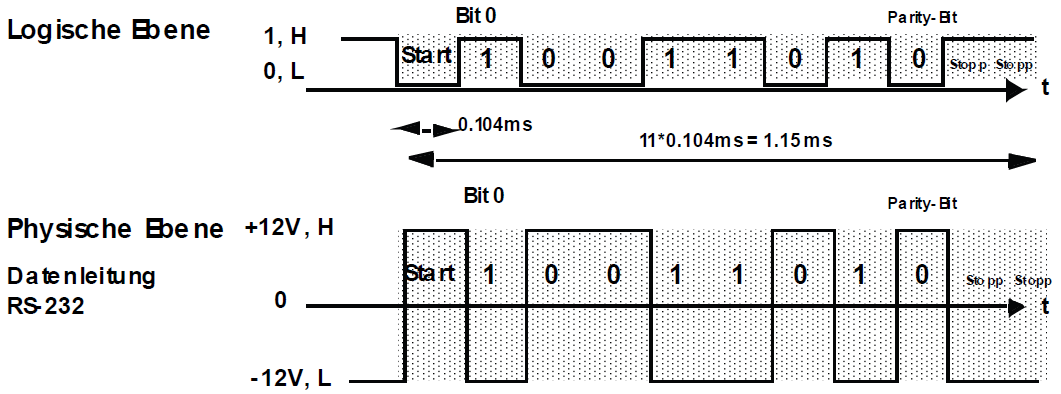 Bit 0 Parity-Bit
Logische Ebene 1, H
Start 1 0 0 1 1 0 1 0 Stopp Stopp
0, L
t
0.104ms
11*0.104ms = 1.15ms
Bit 0 Parity-Bit
Physische Ebene +12V, H
Datenleitung Start 1 0 0 1 1 0 1 0 Stopp Stopp
RS-232 0 t
-12V, L